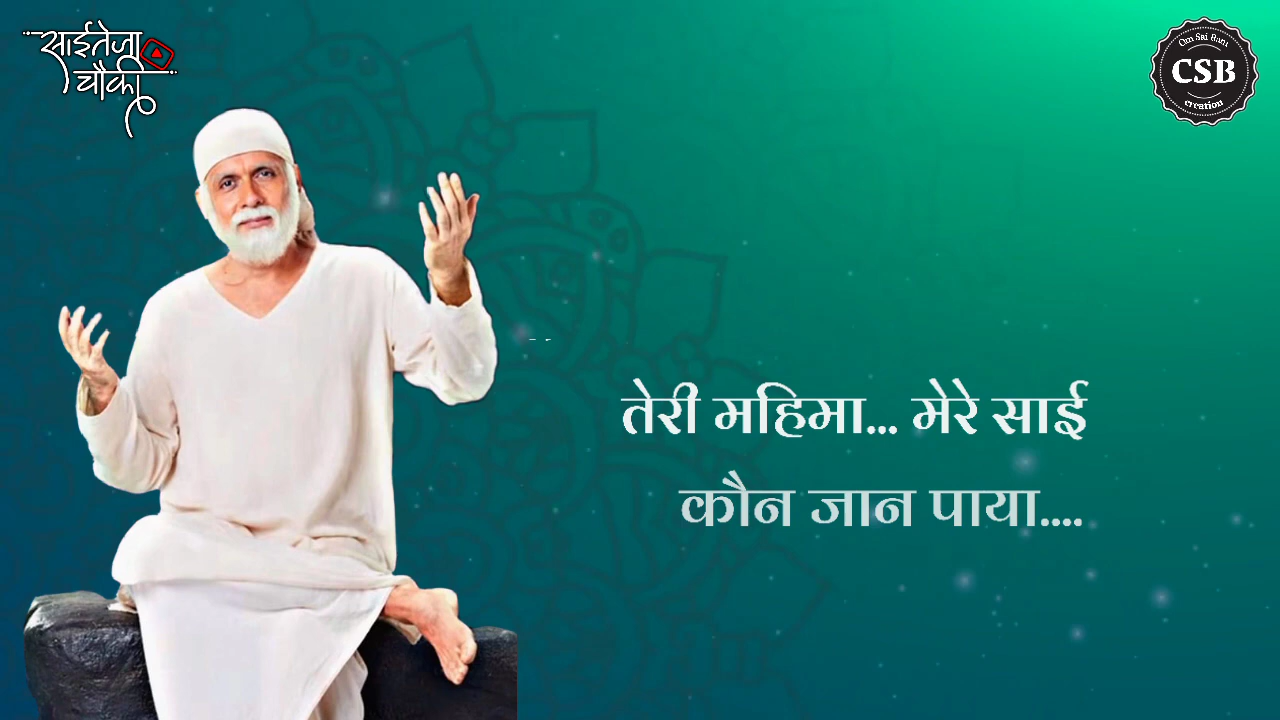 साईतेजा
चौकी
Om Sai Ram
CSB
creation
तेरी महिमा... मेरे साई
कौन जान पाया....